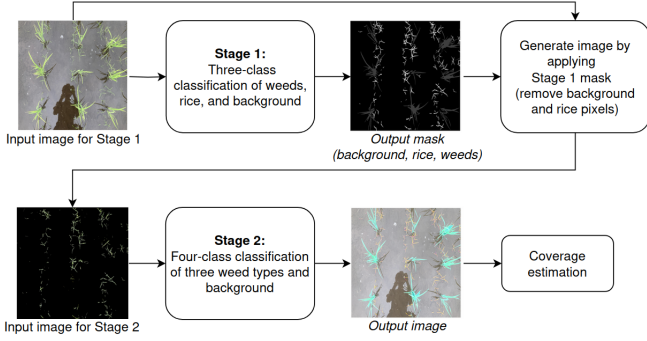 Stage 1:
Three-class
classification of weeds,
rice, and background
Generate image by
applying
Stage 1 mask
(remove background
and rice pixels)
Input image for Stage 1
Output mask
(background, rice, weeds)
Stage 2:
Four-class classification
of three weed types and
background
Coverage
estimation
Input image for Stage 2
Output image